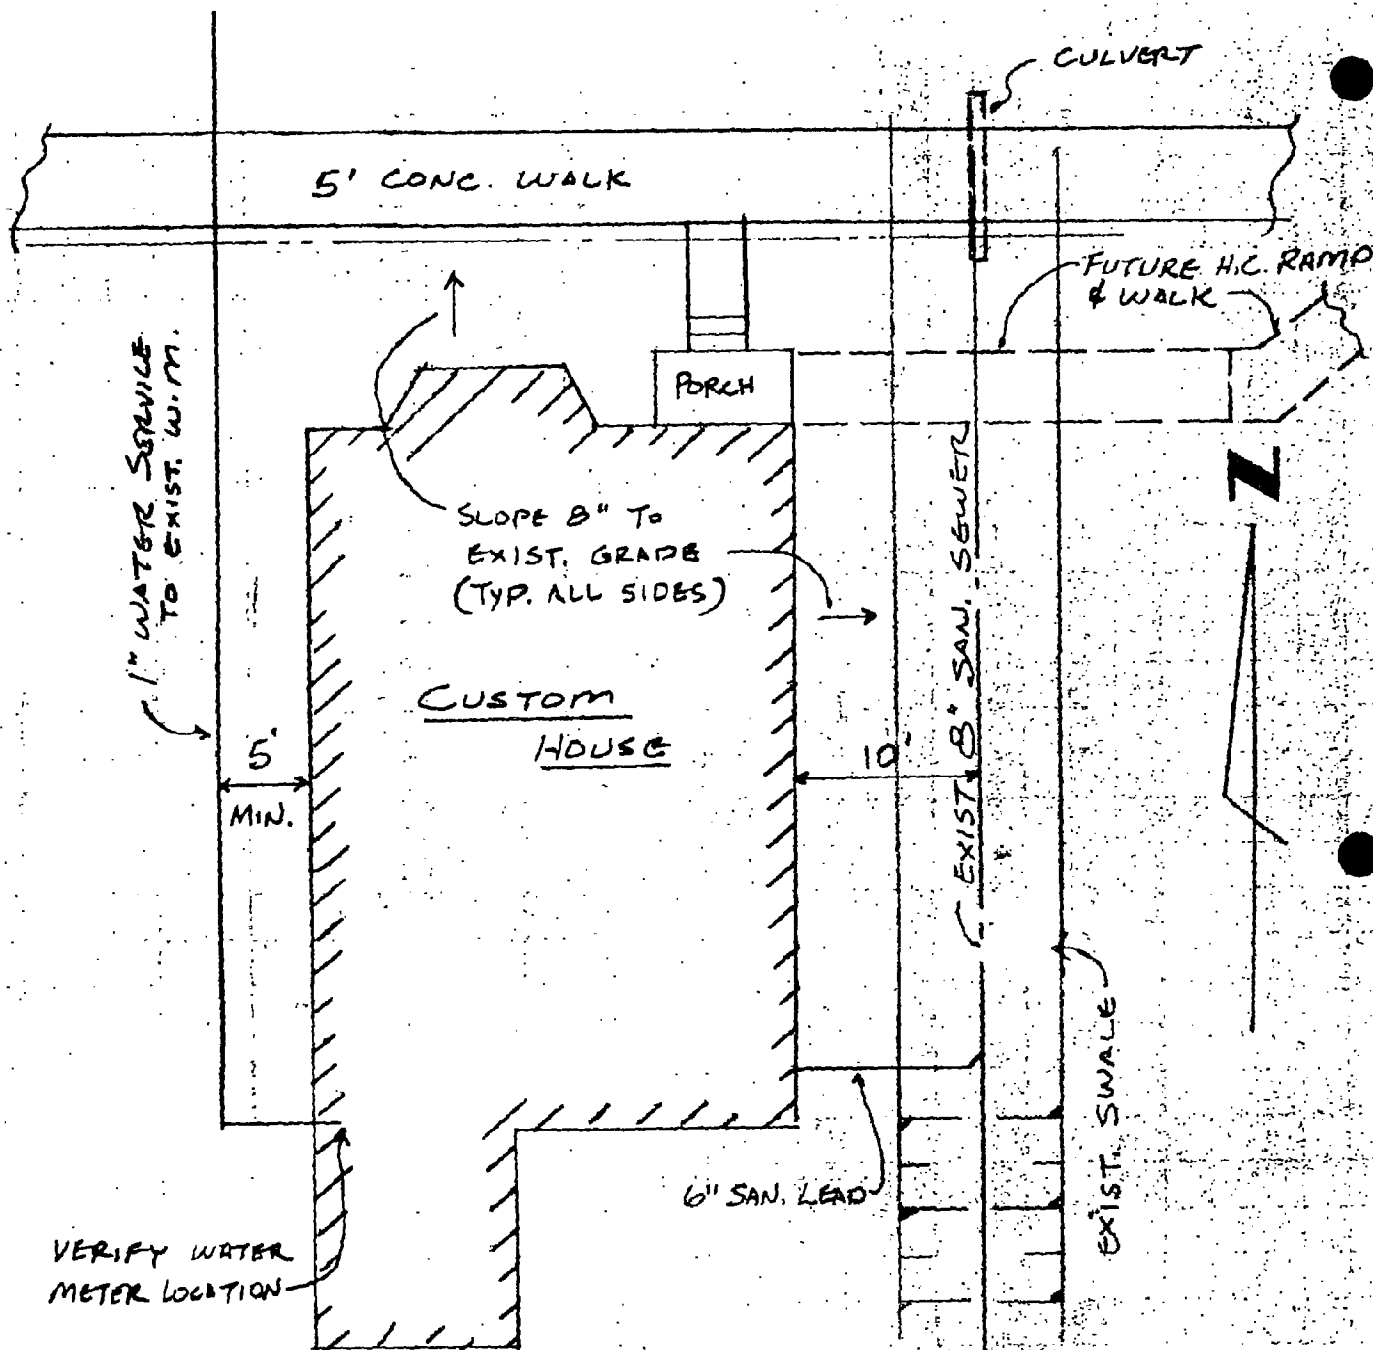 CULVERT
5' CONC. WALK
FUTURE H.C. RAMP
& WALK
1" WATER SERVICE
TO EXIST. W.M.
PORCH
N
SLOPE 8" TO
EXIST. GRADE
(TYP. ALL SIDES)
EXIST. 8" SAN. SEWER
CUSTOM
HOUSE
5'
MIN.
10'
EXIST. SWALE
6" SAN. LEAD
VERIFY WATER
METER LOCATION